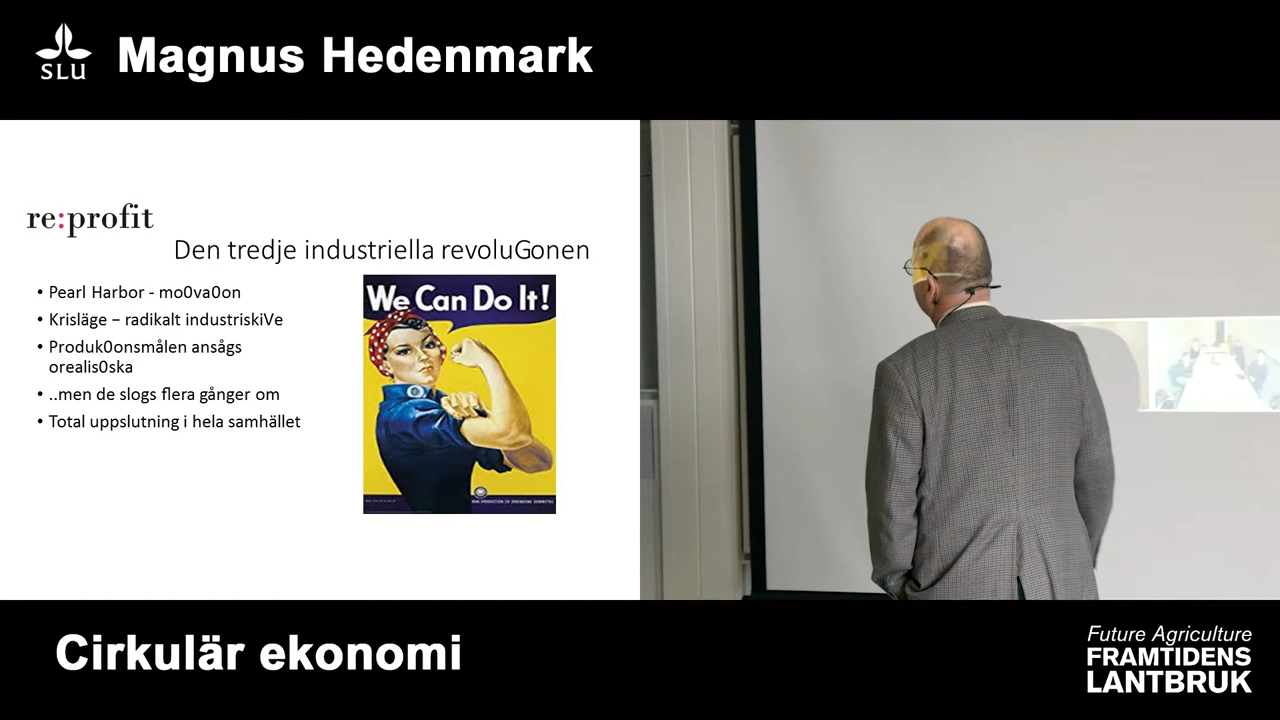 SLU
Magnus Hedenmark
re:profit
Den tredje industriella revoluGonen
• Pearl Harbor - mo0va0on
• Krisläge – radikalt industriskiVe
• Produk0onsmålen ansågs
orealis0ska
• ..men de slogs flera gånger om
• Total uppslutning i hela samhället
We Can Do It!
Cirkulär ekonomi
Future Agriculture
FRAMTIDENS
LANTBRUK